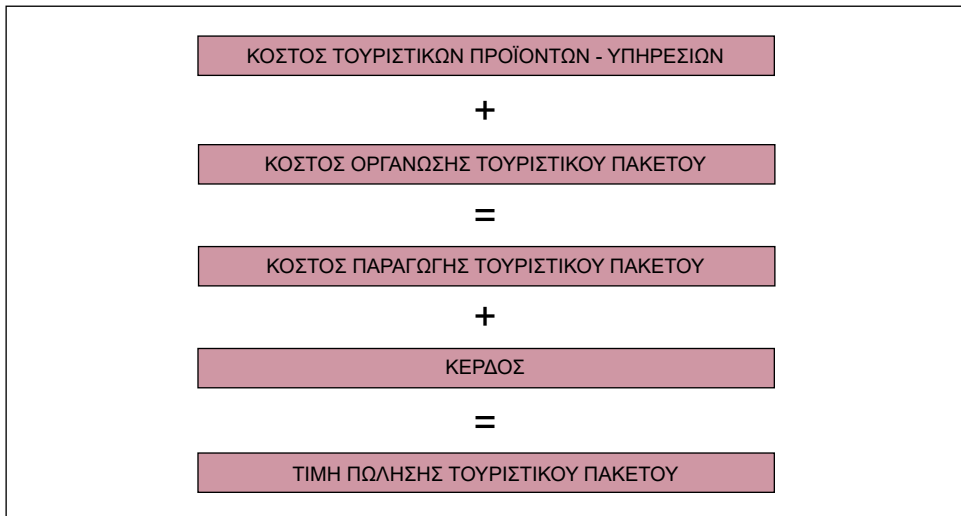 ΚΟΣΤΟΣ ΤΟΥΡΙΣΤΙΚΩΝ ΠΡΟΪΟΝΤΩΝ - ΥΠΗΡΕΣΙΩΝ
+
ΚΟΣΤΟΣ ΟΡΓΑΝΩΣΗΣ ΤΟΥΡΙΣΤΙΚΟΥ ΠΑΚΕΤΟΥ
=
ΚΟΣΤΟΣ ΠΑΡΑΓΩΓΗΣ ΤΟΥΡΙΣΤΙΚΟΥ ΠΑΚΕΤΟΥ
+
ΚΕΡΔΟΣ
=
ΤΙΜΗ ΠΩΛΗΣΗΣ ΤΟΥΡΙΣΤΙΚΟΥ ΠΑΚΕΤΟΥ